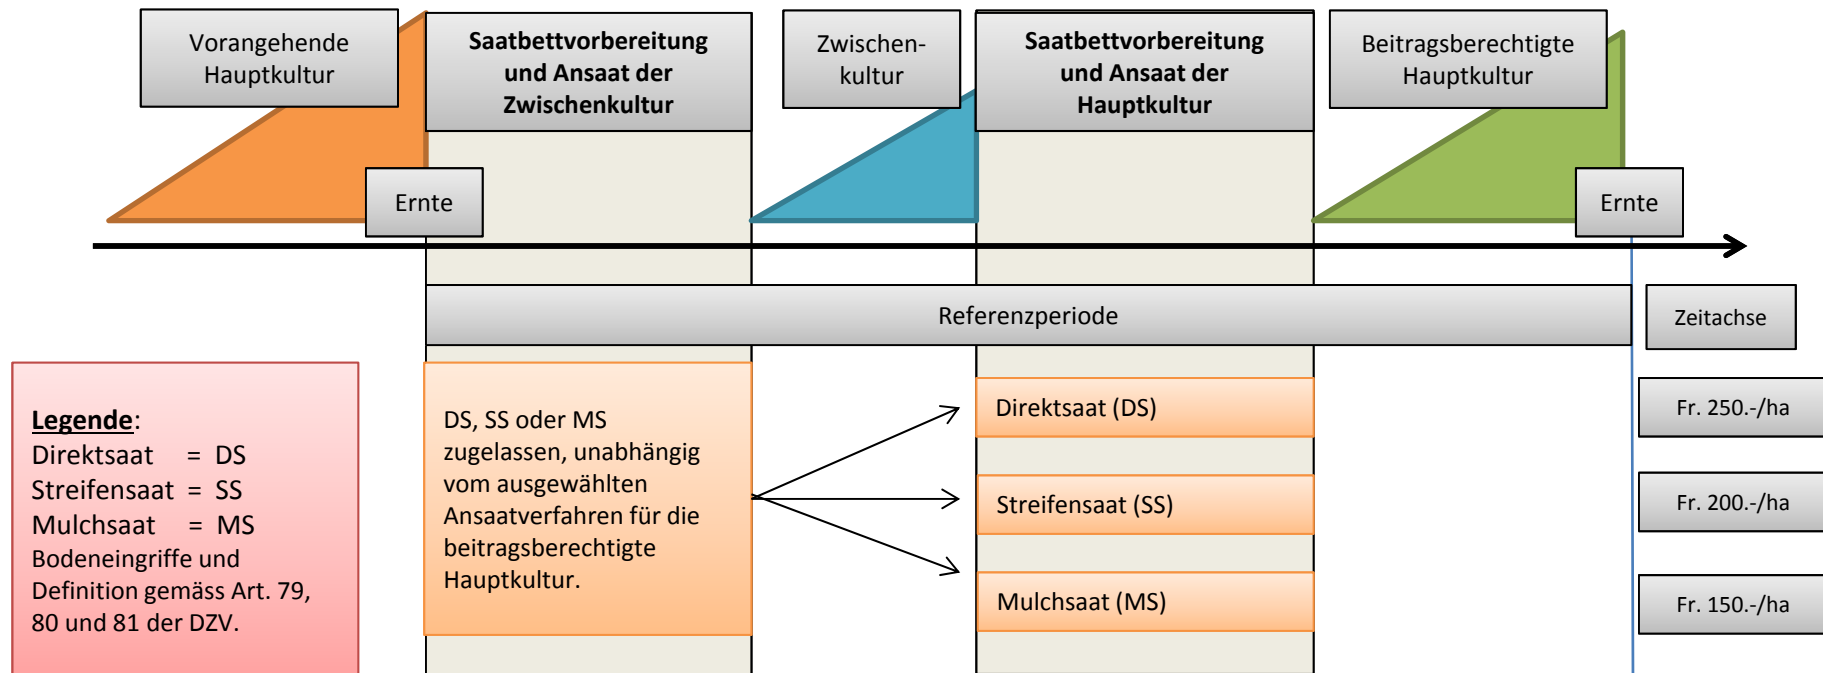 Vorangehende
Hauptkultur
Saatbettvorbereitung
und Ansaat der
Zwischenkultur
Zwischen-
kultur
Saatbettvorbereitung
und Ansaat der
Hauptkultur
Beitragsberechtigte
Hauptkultur
Ernte
Ernte
Referenzperiode
Zeitachse
Legende:
Direktsaat = DS
Streifensaat = SS
Mulchsaat = MS
Bodeneingriffe und
Definition gemäss Art. 79,
80 und 81 der DZV.
DS, SS oder MS
zugelassen, unabhängig
vom ausgewählten
Ansaatverfahren für die
beitragsberechtigte
Hauptkultur.
Direktsaat (DS)
Fr. 250.-/ha
Streifensaat (SS)
Fr. 200.-/ha
Mulchsaat (MS)
Fr. 150.-/ha